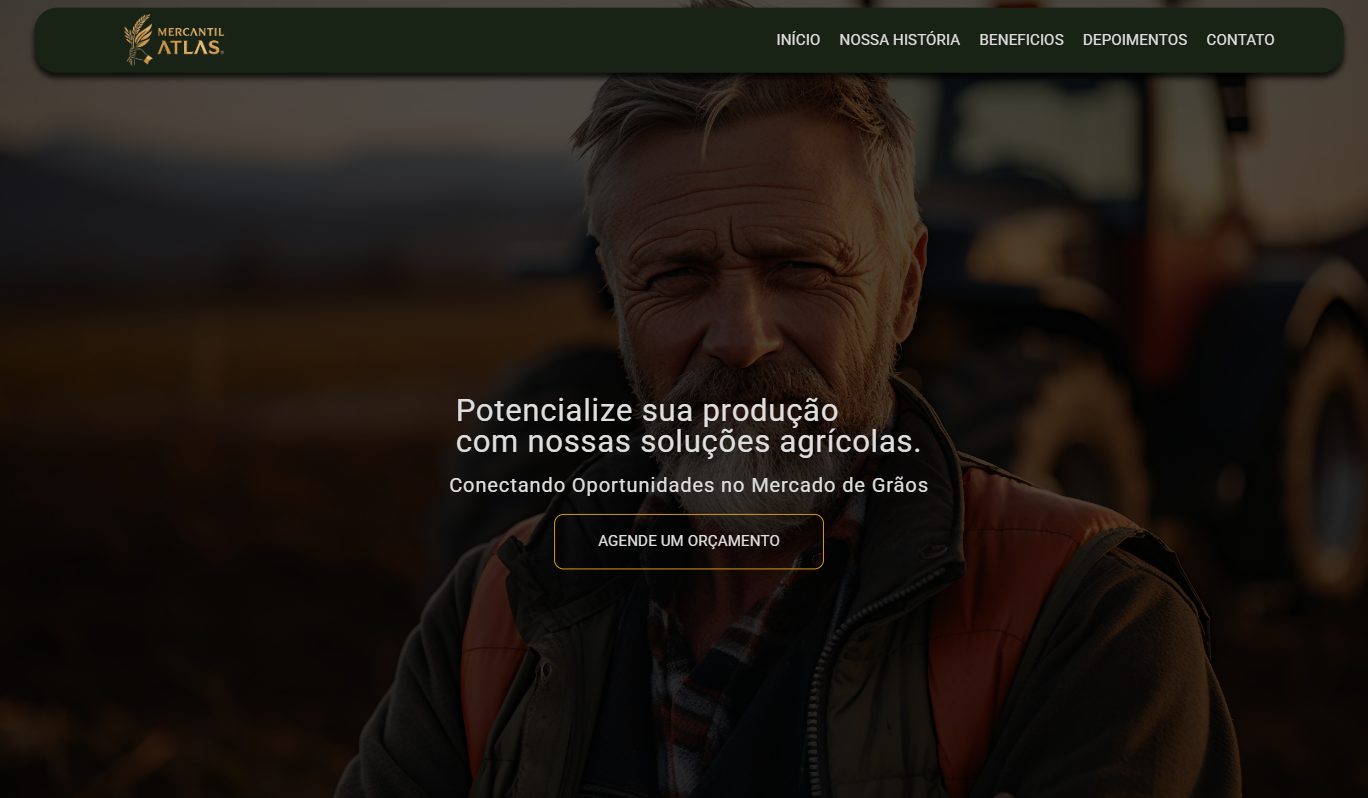 MERCANTIL
ATLAS
INÍCIO NOSSA HISTÓRIA BENEFICIOS DEPOIMENTOS CONTATO
Potencialize sua produção
com nossas soluções agrícolas.
Conectando Oportunidades no Mercado de Grãos
AGENDE UM ORÇAMENTO